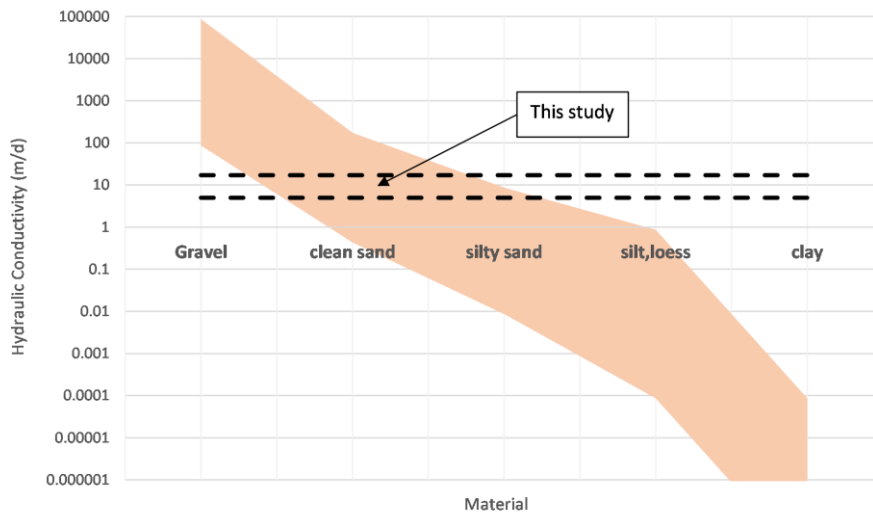 100000
10000
1000
100
10
1
0.1
0.01
0.001
0.0001
0.00001
0.000001
Hydraulic Conductivity (m/d)
This study
Gravel
clean sand
silty sand
silt,loess
clay
Material